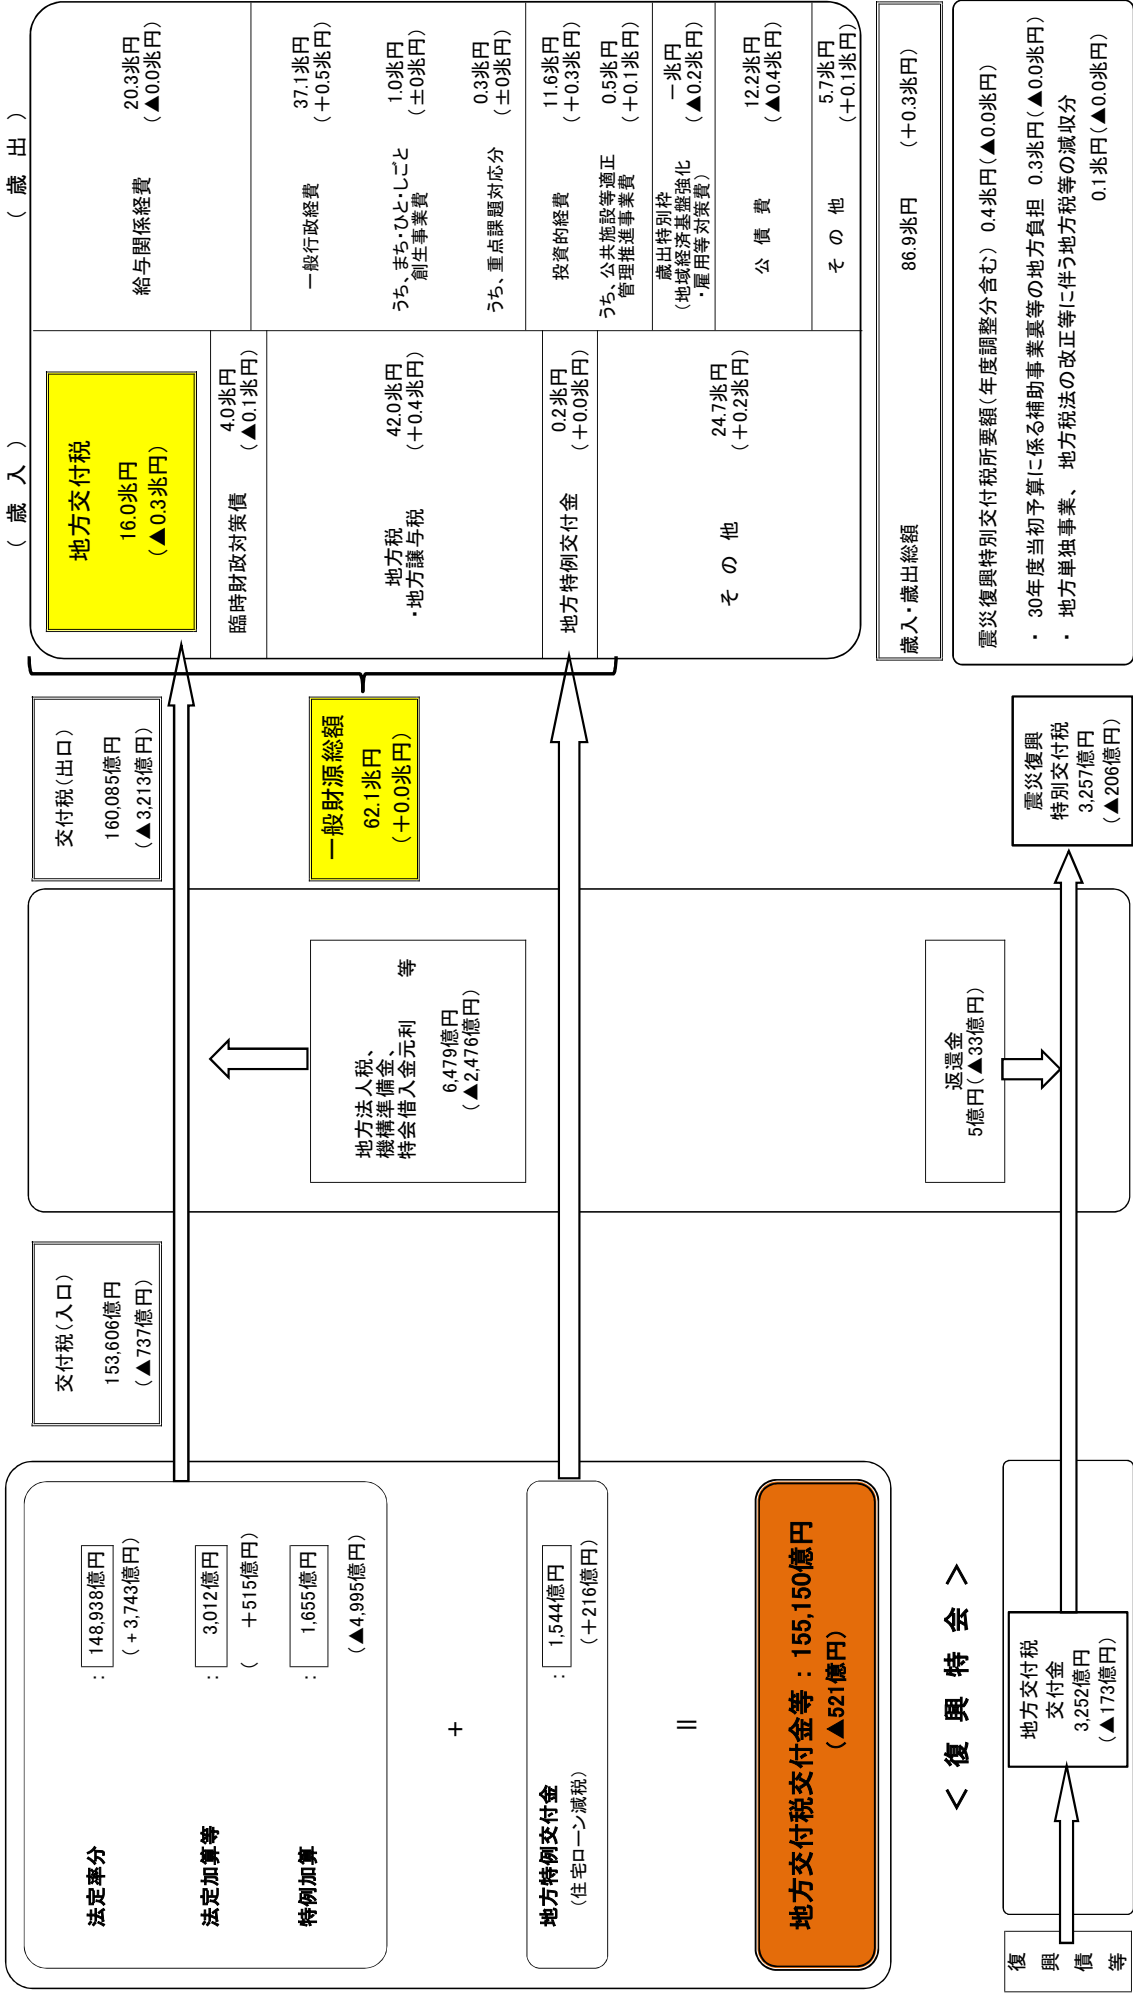 法定率分
:
148,938億円
(+3,743億円)
法定加算等
:
3,012億円
( +515億円)
特例加算
:
1,655億円
(▲4,995億円)
+
地方特例交付金
(住宅ローン減税)
:
1,544億円
(+216億円)
||
地方交付税交付金等 : 155,150億円
(▲521億円)
交付税(入口)
153,606億円
(▲737億円)
地方法人税、
機構準備金、
特会借入金元利 等
6,479億円
(▲2,476億円)
交付税(出口)
160,085億円
(▲3,213億円)
一般財源総額
62.1兆円
(+0.0兆円)
( 歳 入 )
地方交付税
16.0兆円
(▲0.3兆円)
臨時財政対策債
4.0兆円
(▲0.1兆円)
地方税
・地方譲与税
42.0兆円
(+0.4兆円)
地方特例交付金
0.2兆円
(+0.0兆円)
そ の 他
24.7兆円
(+0.2兆円)
( 歳 出 )
給与関係経費
20.3兆円
(▲0.0兆円)
一般行政経費
37.1兆円
(+0.5兆円)
うち、まち・ひと・しごと
創生事業費
1.0兆円
(±0兆円)
うち、重点課題対応分
0.3兆円
(±0兆円)
投資的経費
11.6兆円
(+0.3兆円)
うち、公共施設等適正
管理推進事業費
0.5兆円
(+0.1兆円)
歳出特別枠
(地域経済基盤強化
・雇用等対策費)
-兆円
(▲0.2兆円)
公 債 費
12.2兆円
(▲0.4兆円)
そ の 他
5.7兆円
(+0.1兆円)
歳入・歳出総額
86.9兆円
(+0.3兆円)
<復興特会>
復興債等
地方交付税
交付金
3,252億円
(▲173億円)
返還金
5億円(▲33億円)
震災復興
特別交付税
3,257億円
(▲206億円)
震災復興特別交付税所要額(年度調整分含む) 0.4兆円(▲0.0兆円)
・ 30年度当初予算に係る補助事業裏等の地方負担 0.3兆円(▲0.0兆円)
・ 地方単独事業、 地方税法の改正等に伴う地方税等の減収分
0.1兆円(▲0.0兆円)